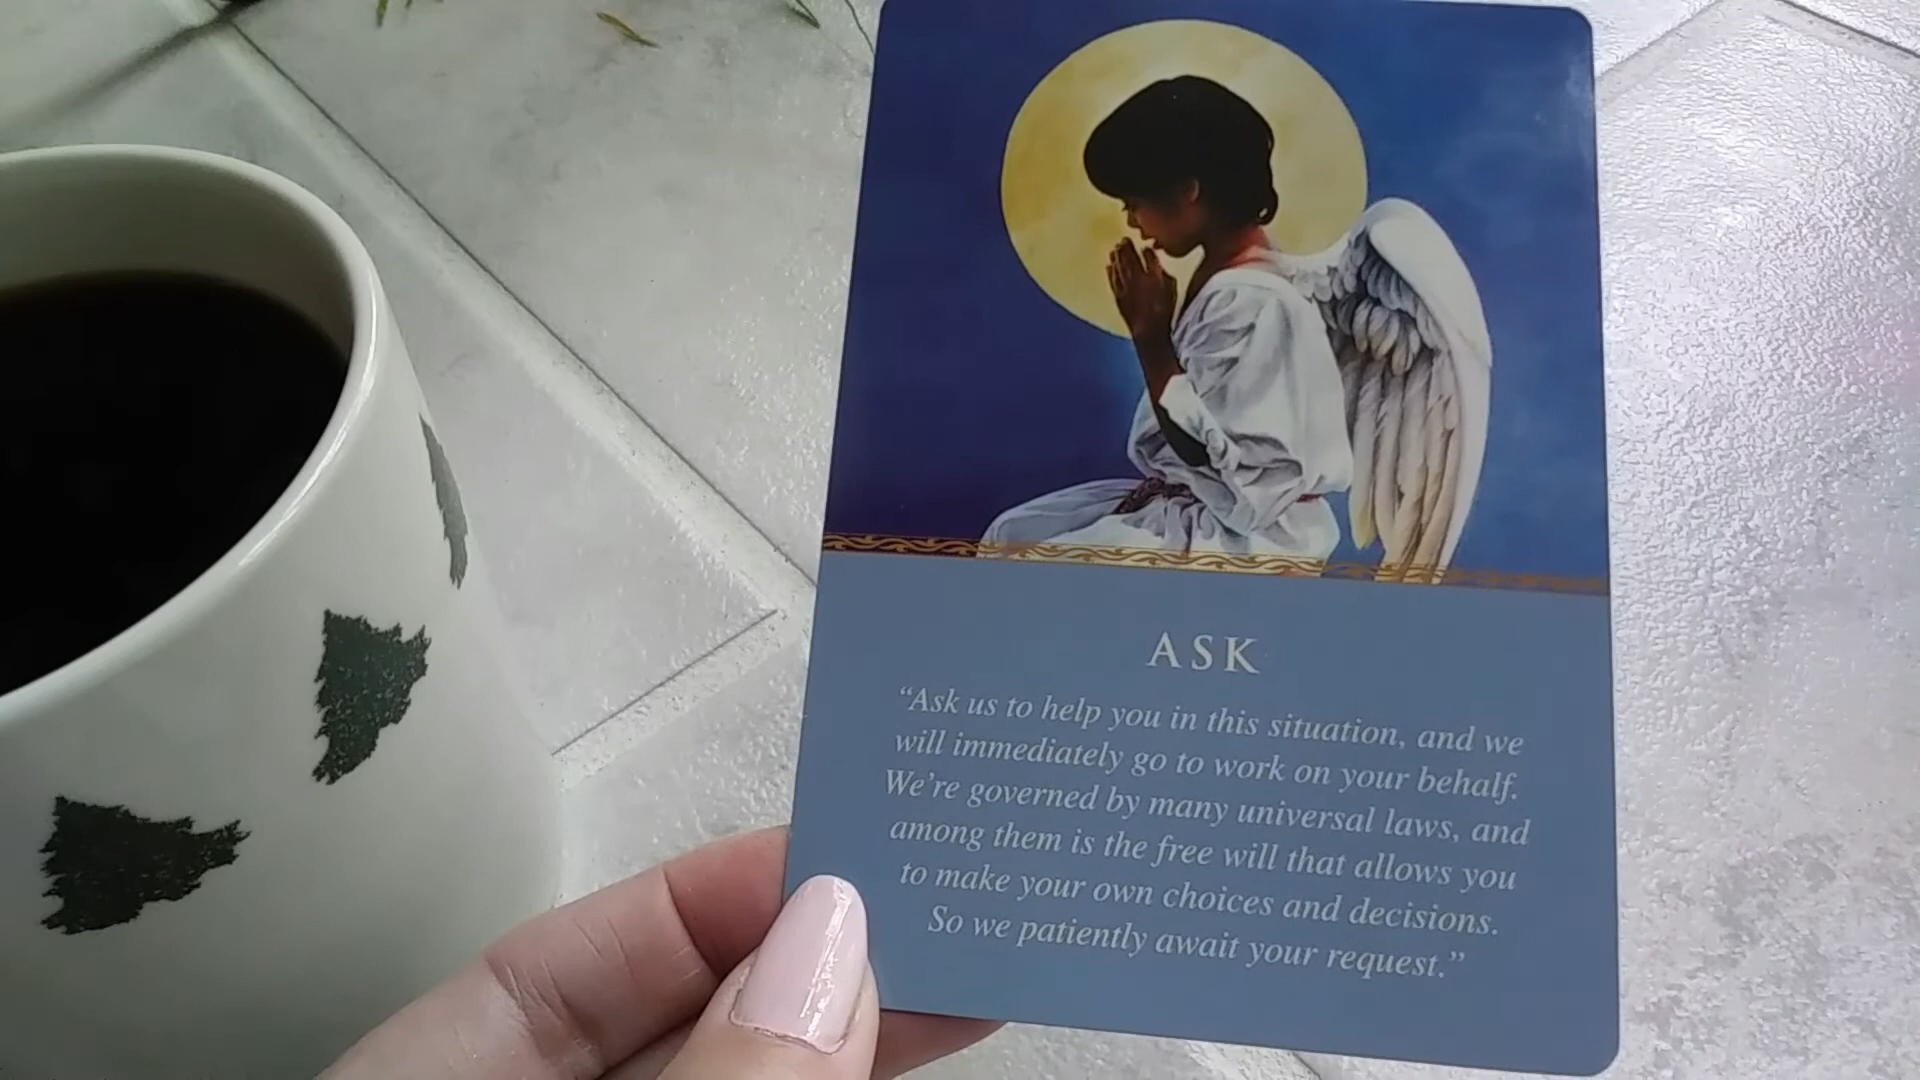 ASK
“Ask us to help you in this situation, and we
will immediately go to work on your behalf.
We’re governed by many universal laws, and
among them is the free will that allows you
to make your own choices and decisions.
So we patiently await your request.”